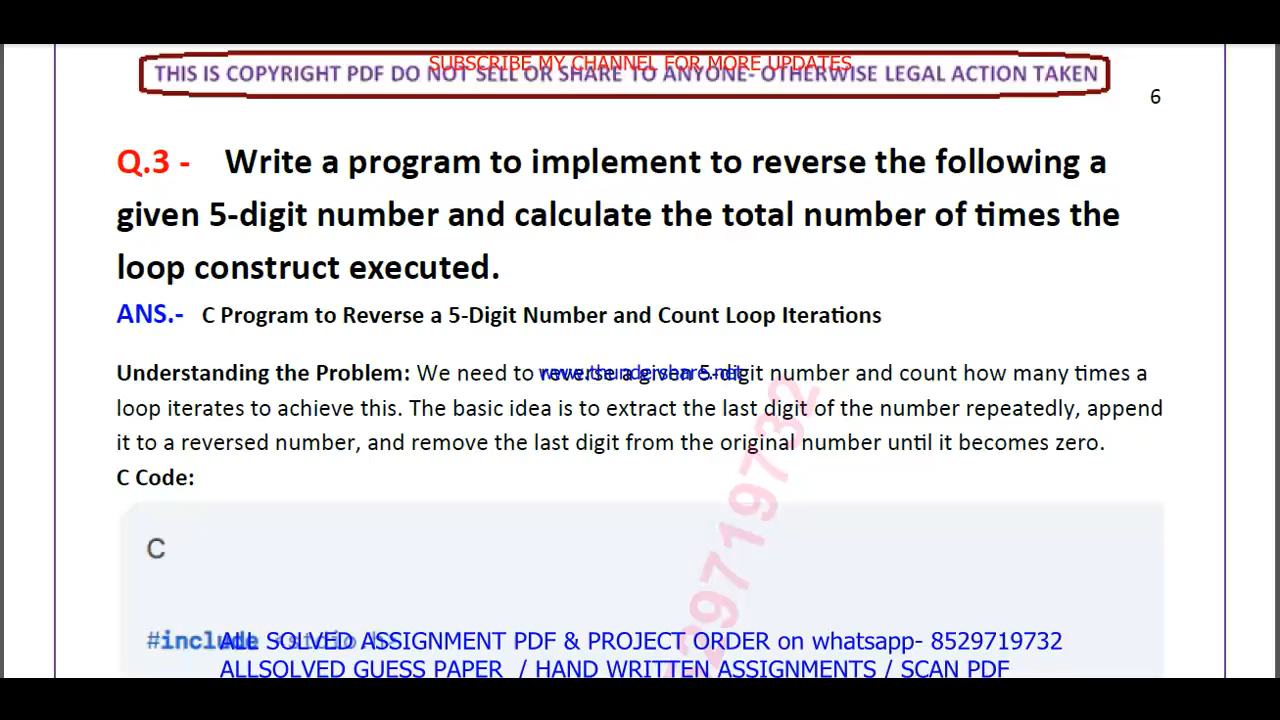 SUBSCRIBE MY CHANNEL FOR MORE UPDATES
THIS IS COPYRIGHT PDF DO NOT SELL OR SHARE TO ANYONE- OTHERWISE LEGAL ACTION TAKEN
6
Q.3 - Write a program to implement to reverse the following a
given 5-digit number and calculate the total number of times the
loop construct executed.
ANS.- C Program to Reverse a 5-Digit Number and Count Loop Iterations
Understanding the Problem: We need to reverse a given 5-digit number and count how many times a
www.thundershare.net
loop iterates to achieve this. The basic idea is to extract the last digit of the number repeatedly, append
it to a reversed number, and remove the last digit from the original number until it becomes zero.
C Code:
C
#include <stdio.h>
ALL SOLVED ASSIGNMENT PDF & PROJECT ORDER on whatsapp- 8529719732
ALLSOLVED GUESS PAPER / HAND WRITTEN ASSIGNMENTS / SCAN PDF